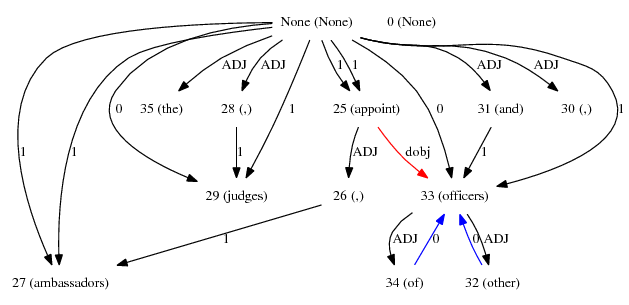 None (None) 0 (None)
ADJ ADJ 1 1 ADJ ADJ
0 35 (the) 28 (,) 1 25 (appoint) 0 31 (and) 30 (,) 1
1 1 1 ADJ dobj 1
29 (judges) 26 (,) 33 (officers)
1 ADJ 0 0 ADJ
27 (ambassadors) 34 (of) 32 (other)